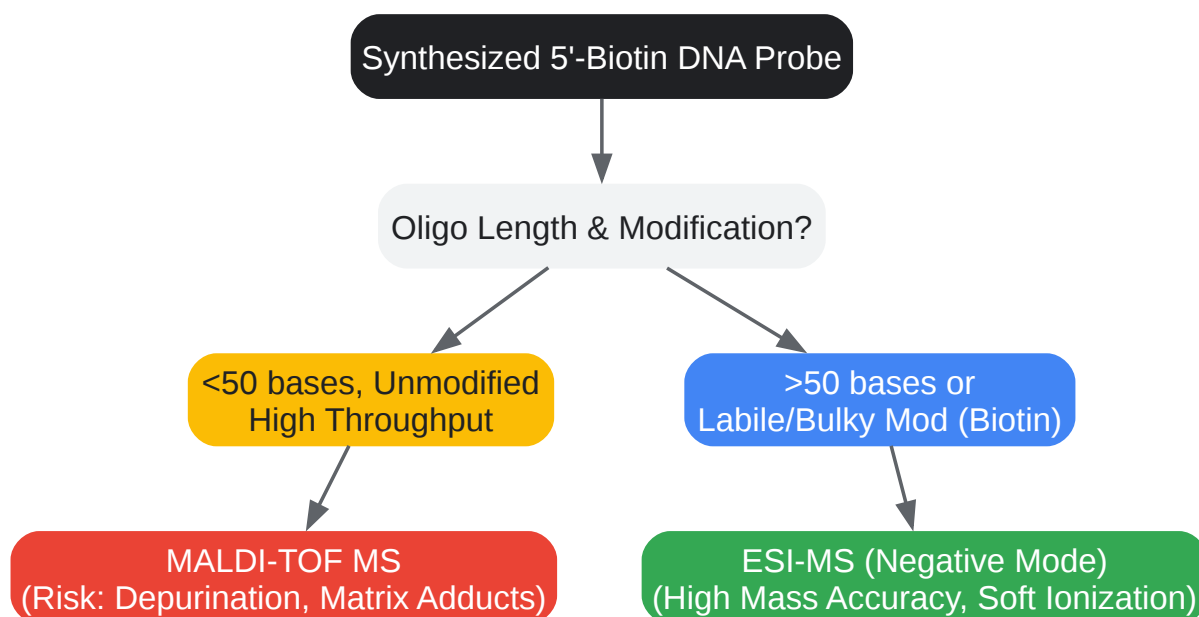 Synthesized 5'-Biotin DNA Probe
Oligo Length & Modification?
<50 bases, Unmodified
High Throughput
>50 bases or
Labile/Bulky Mod (Biotin)
MALDI-TOF MS
(Risk: Depurination, Matrix Adducts)
ESI-MS (Negative Mode)
(High Mass Accuracy, Soft Ionization)